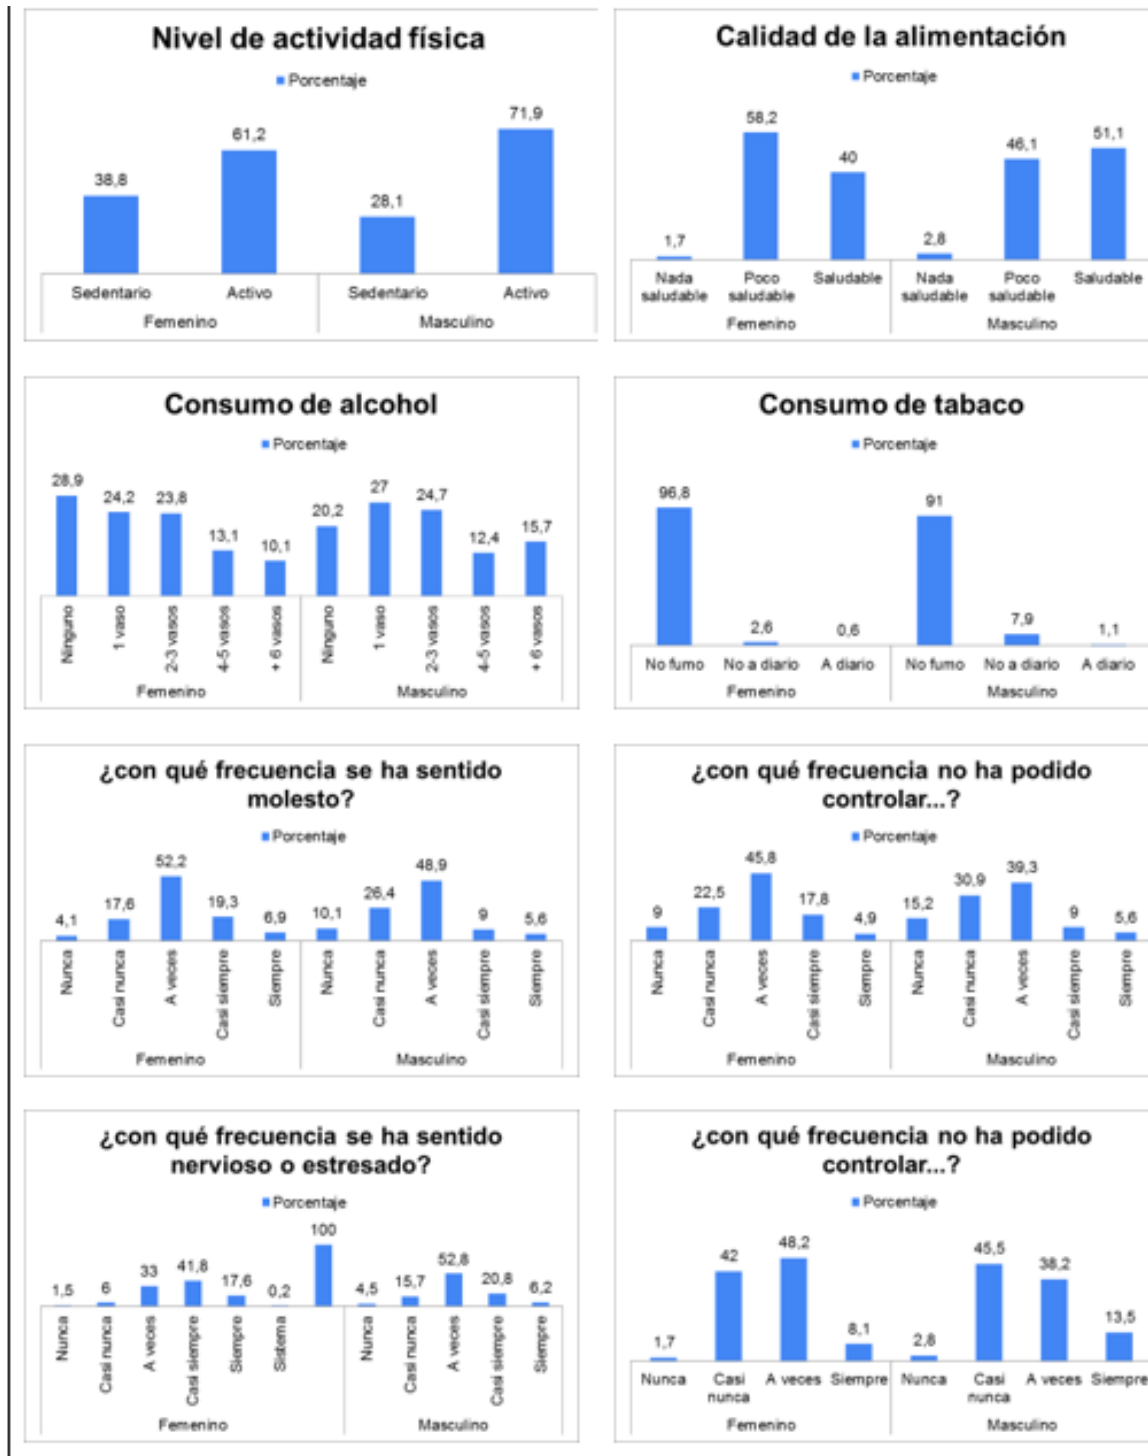 Nivel de actividad física
Porcentaje
38,8
61,2
28,1
71,9
Sedentario
Activo
Sedentario
Activo
Femenino
Masculino
Calidad de la alimentación
Porcentaje
1,7
58,2
40
2,8
46,1
51,1
Nada
saludable
Poco
saludable
Saludable
Nada
saludable
Poco
saludable
Saludable
Femenino
Masculino
Consumo de alcohol
Porcentaje
28,9
24,2
23,8
13,1
10,1
20,2
27
24,7
12,4
15,7
Ninguno
1 vaso
2-3 vasos
4-5 vasos
+ 6 vasos
Ninguno
1 vaso
2-3 vasos
4-5 vasos
+ 6 vasos
Femenino
Masculino
Consumo de tabaco
Porcentaje
96,8
2,6
0,6
91
7,9
1,1
No fumo
No a diario
A diario
No fumo
No a diario
A diario
Femenino
Masculino
¿con qué frecuencia se ha sentido
molesto?
Porcentaje
4,1
17,6
52,2
19,3
6,9
10,1
26,4
48,9
9
5,6
Nunca
Casi nunca
A veces
Casi siempre
Siempre
Nunca
Casi nunca
A veces
Casi siempre
Siempre
Femenino
Masculino
¿con qué frecuencia no ha podido
controlar...?
Porcentaje
9
22,5
45,8
17,8
4,9
15,2
30,9
39,3
9
5,6
Nunca
Casi nunca
A veces
Casi siempre
Siempre
Nunca
Casi nunca
A veces
Casi siempre
Siempre
Femenino
Masculino
¿con qué frecuencia se ha sentido
nervioso o estresado?
Porcentaje
1,5
6
33
41,8
17,6
0,2
100
4,5
15,7
52,8
20,8
6,2
Nunca
Casi nunca
A veces
Casi siempre
Siempre
Sistema
Nunca
Casi nunca
A veces
Casi siempre
Siempre
Femenino
Masculino
¿con qué frecuencia no ha podido
controlar...?
Porcentaje
1,7
42
48,2
8,1
2,8
45,5
38,2
13,5
Nunca
Casi
nunca
A veces
Siempre
Nunca
Casi
nunca
A veces
Siempre
Femenino
Masculino